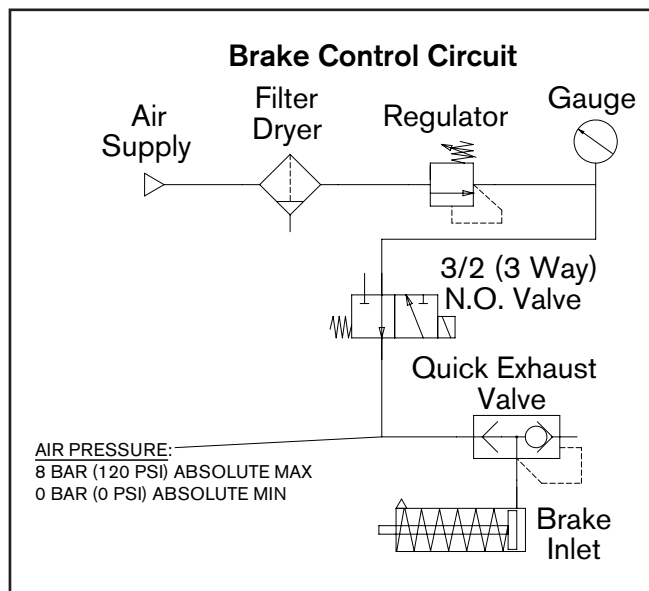 Brake Control Circuit
Air
Supply
Filter
Dryer
Regulator
Gauge
3/2 (3 Way)
N.O. Valve
Quick Exhaust
Valve
AIR PRESSURE:
8 BAR (120 PSI) ABSOLUTE MAX
0 BAR (0 PSI) ABSOLUTE MIN
Brake
Inlet